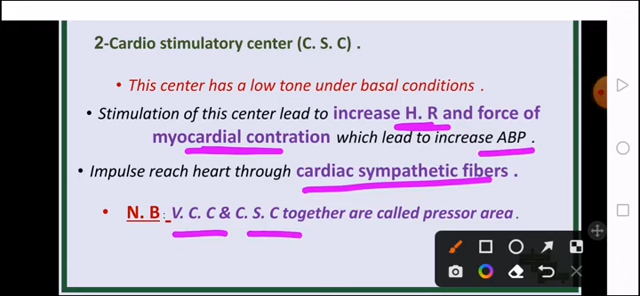 2-Cardio stimulatory center (C. S. C) .
• This center has a low tone under basal conditions .
• Stimulation of this center lead to increase H. R and force of
myocardial contration which lead to increase ABP .
• Impulse reach heart through cardiac sympathetic fibers .
• N. B: V. C. C & C. S. C together are called pressor area .